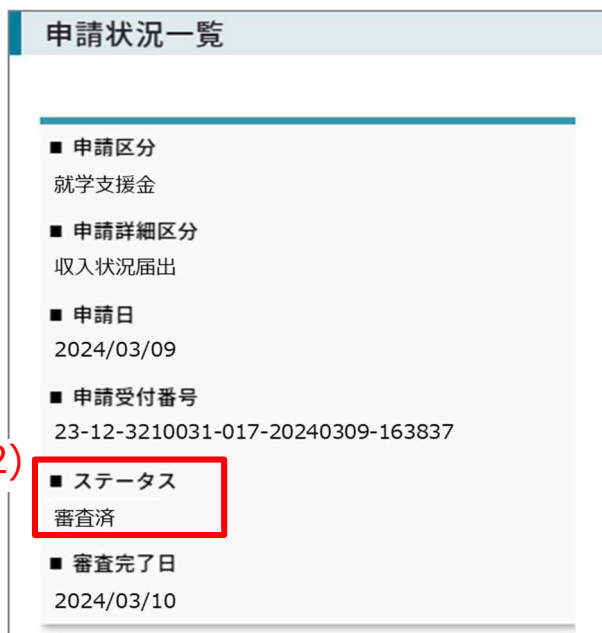 申請状況一覧
■ 申請区分
就学支援金
■ 申請詳細区分
収入状況届出
■ 申請日
2024/03/09
■ 申請受付番号
23-12-3210031-017-20240309-163837
2)
■ ステータス
審査済
■ 審査完了日
2024/03/10